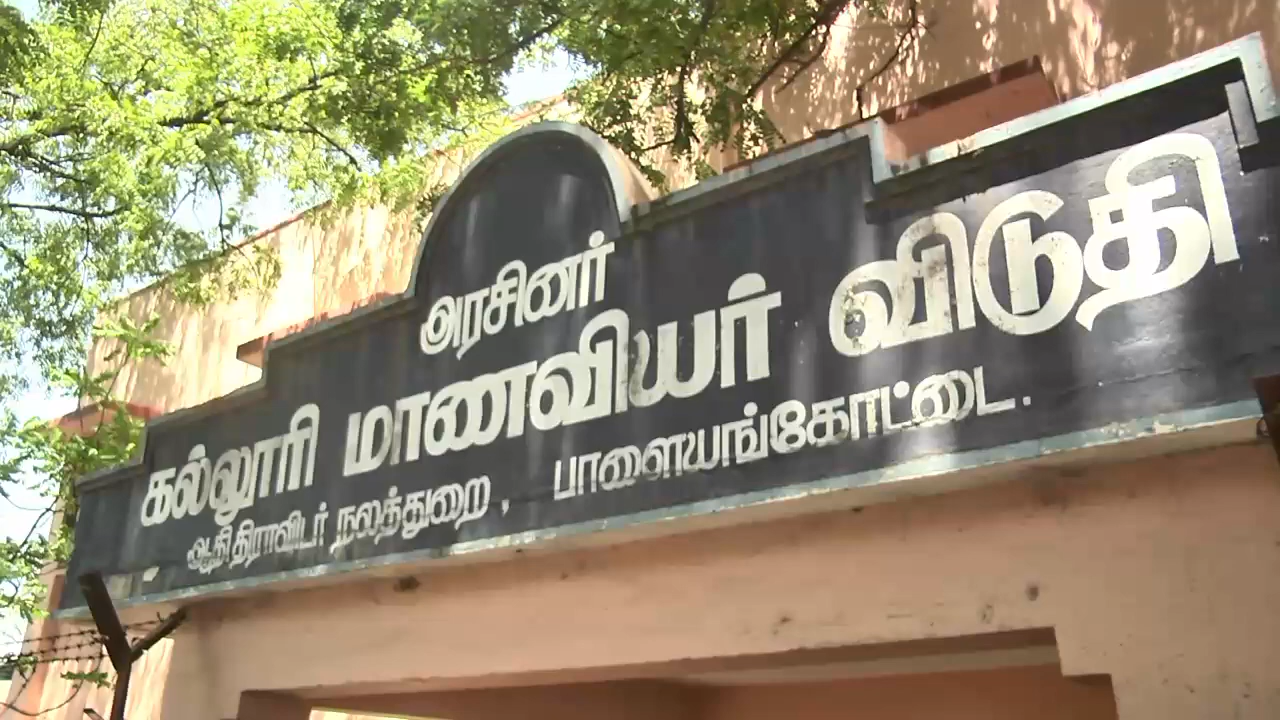 அரசினர்
கல்லூரி மாணவியர் விடுதி
ஆதிதிராவிடர் நலத்துறை, பாளையங்கோட்டை.